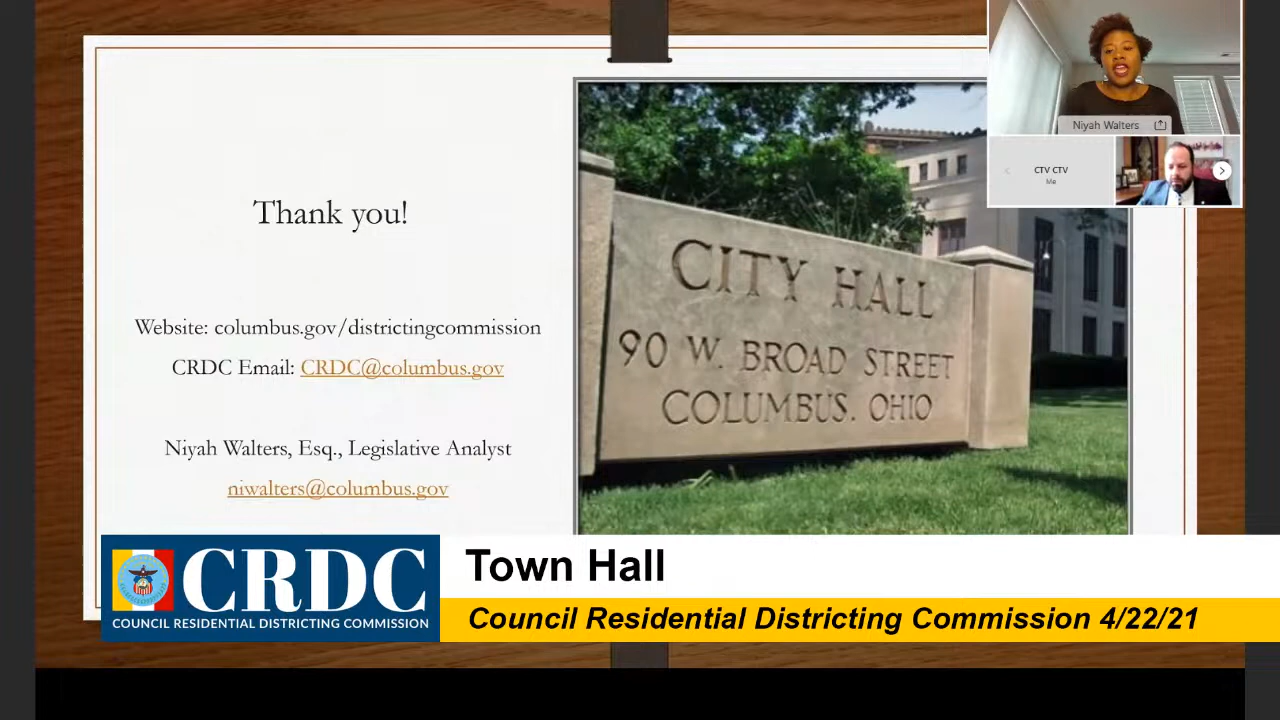 Thank you!
Website: columbus.gov/districtingcommission
CRDC Email: CRDC@columbus.gov
Niyah Walters, Esq., Legislative Analyst
niwalters@columbus.gov
CITY HALL
90 W. BROAD STREET
COLUMBUS. OHIO
Niyah Walters
CTV CTV
Me
CRDC
COUNCIL RESIDENTIAL DISTRICTING COMMISSION
Town Hall
Council Residential Districting Commission 4/22/21